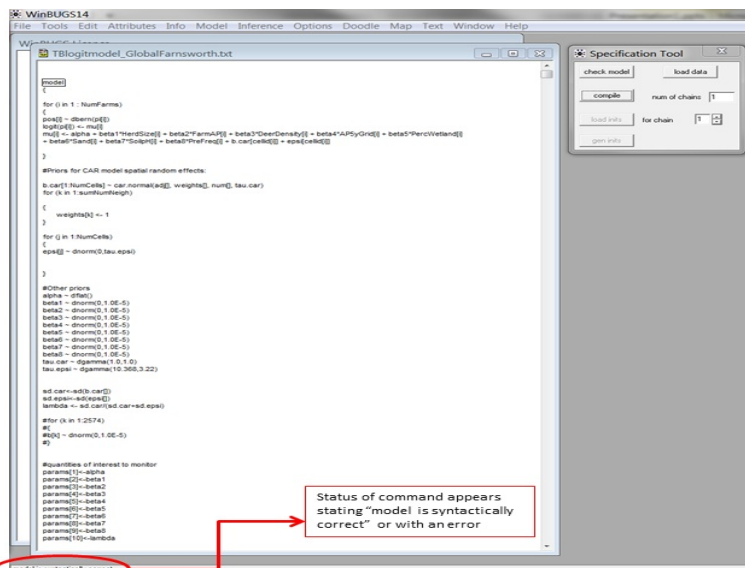 WinBUGS14
File Tools Edit Attributes Info Model Inference Options Doodle Map Text Window Help
TBlogitmodel_GlobalFarnsworth.txt
model
{
for (i in 1 : NumFarms)
{
pos[i] ~ dbern(pi[i])
logit(pi[i]) <- mu[i]
mu[i] <- alpha + beta1*HerdSize[i] + beta2*FarmAP[i] + beta3*DeerDensity[i] + beta4*AP5yGrid[i] + beta5*PercWetland[i]
+ beta6*Sand[i] + beta7*SoilpH[i] + beta8*PreFreq[i] + b.car[cellid[i]] + epsi[cellid[i]]
}
#Priors for CAR model spatial random effects:
b.car[1:NumCells] ~ car.normal(adj[], weights[], num[], tau.car)
for (k in 1:sumNumNeigh)
{
weights[k] <- 1
}
for (j in 1:NumCells)
{
epsi[j] ~ dnorm(0,tau.epsi)
}
#Other priors
alpha ~ dflat()
beta1 ~ dnorm(0,1.0E-5)
beta2 ~ dnorm(0,1.0E-5)
beta3 ~ dnorm(0,1.0E-5)
beta4 ~ dnorm(0,1.0E-5)
beta5 ~ dnorm(0,1.0E-5)
beta6 ~ dnorm(0,1.0E-5)
beta7 ~ dnorm(0,1.0E-5)
beta8 ~ dnorm(0,1.0E-5)
tau.car ~ dgamma(1.0,1.0)
tau.epsi ~ dgamma(10.368,3.22)
sd.car<-sd(b.car[])
sd.epsi<-sd(epsi[])
lambda <- sd.car/(sd.car+sd.epsi)
#for (k in 1:2574)
#{
#b[k] ~ dnorm(0,1.0E-5)
#}
#quantities of interest to monitor
params[1]<-alpha
params[2]<-beta1
params[3]<-beta2
params[4]<-beta3
params[5]<-beta4
params[6]<-beta5
params[7]<-beta6
params[8]<-beta7
params[9]<-beta8
params[10]<-lambda
Specification Tool
check model load data
compile num of chains 1
load inits for chain 1
gen inits
Status of command appears
stating “model is syntactically
correct” or with an error